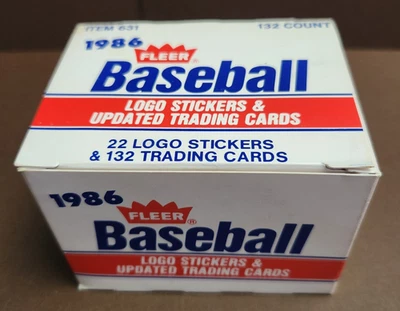 ITEM 631 132 COUNT
1986
FLEER
Baseball
LOGO STICKERS &
UPDATED TRADING CARDS
22 LOGO STICKERS
& 132 TRADING CARDS
1986
FLEER®
Baseball
LOGO STICKERS &
UPDATED TRADING CARDS